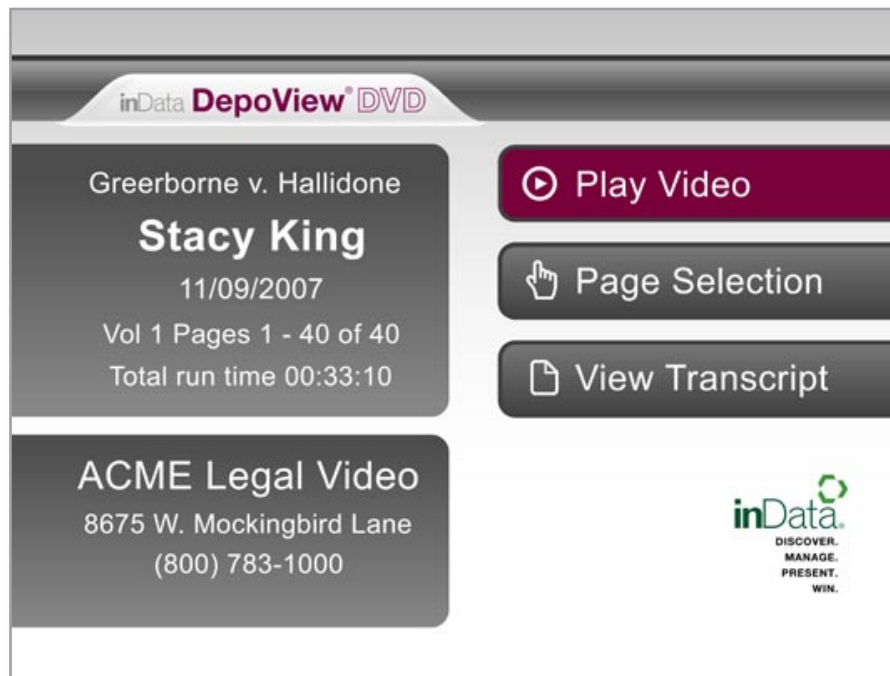 inData DepoView® DVD
Greerborne v. Hallidone
Stacy King
11/09/2007
Vol 1 Pages 1 - 40 of 40
Total run time 00:33:10
ACME Legal Video
8675 W. Mockingbird Lane
(800) 783-1000
Play Video
Page Selection
View Transcript
inData®
DISCOVER.
MANAGE.
PRESENT.
WIN.